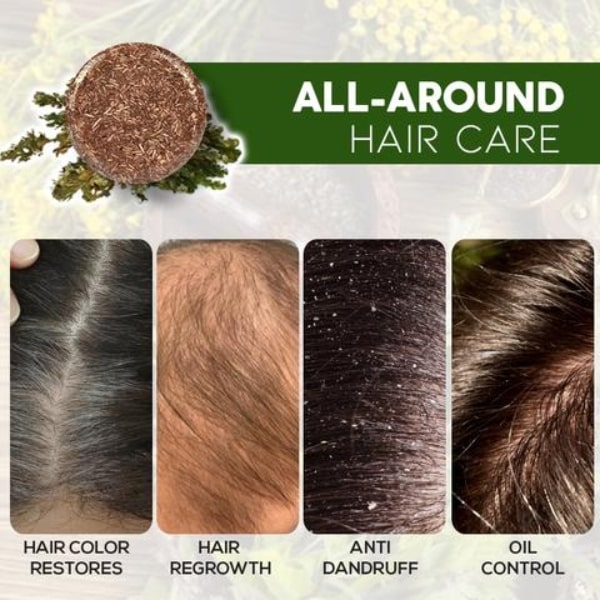 ALL-AROUND
HAIR CARE
HAIR COLOR
RESTORES
HAIR
REGROWTH
ANTI
DANDRUFF
OIL
CONTROL